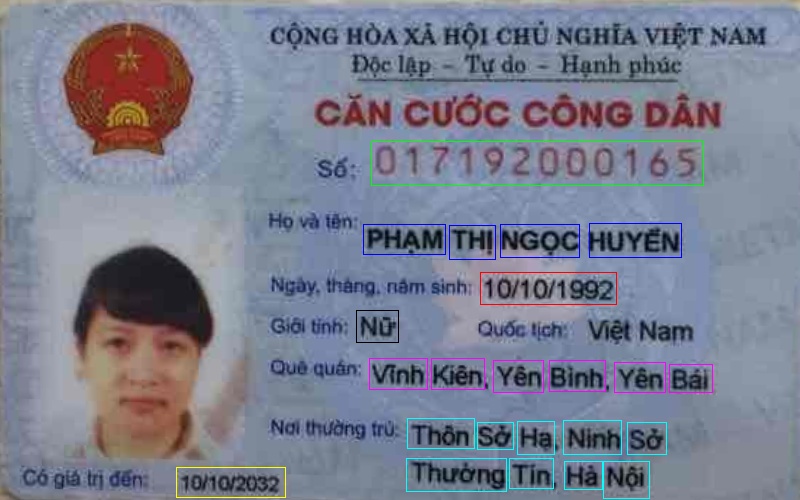 CỘNG HÒA XÃ HỘI CHỦ NGHĨA VIỆT NAM
Độc lập - Tự do - Hạnh phúc
CĂN CƯỚC CÔNG DÂN
Số: 017192000165
Họ và tên: PHẠM THỊ NGỌC HUYỀN
Ngày, tháng, năm sinh: 10/10/1992
Giới tính: Nữ Quốc tịch: Việt Nam
Quê quán: Vĩnh Kiên, Yên Bình, Yên Bái
Nơi thường trú: Thôn Sở Hạ, Ninh Sở
Thường Tín, Hà Nội
Có giá trị đến: 10/10/2032